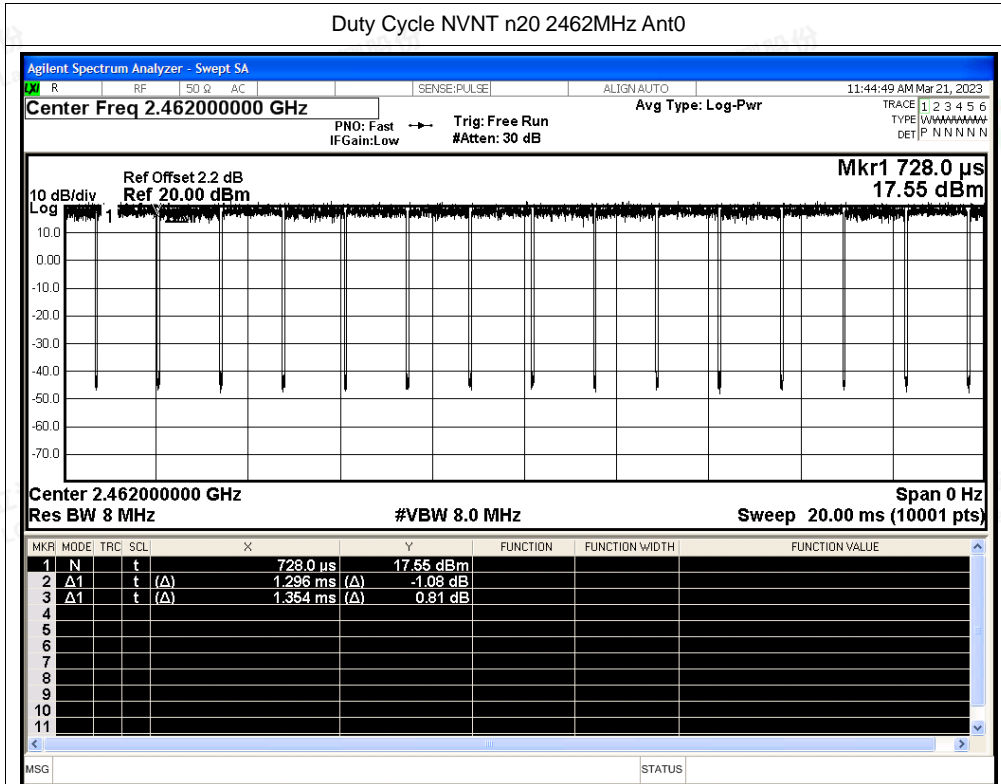 Duty Cycle NVNT n20 2462MHz Ant0
Agilent Spectrum Analyzer - Swept SA
LXI R RF 50 Ω AC SENSE:PULSE ALIGN AUTO 11:44:49 AM Mar 21, 2023
Center Freq 2.462000000 GHz Avg Type: Log-Pwr TRACE 1 2 3 4 5 6
PNO: Fast Trig: Free Run TYPE W
IFGain:Low #Atten: 30 dB DET P N N N N N
Mkr1 728.0 µs
Ref Offset 2.2 dB
10 dB/div Ref 20.00 dBm 17.55 dBm
Log
1
10.0
0.00
-10.0
-20.0
-30.0
-40.0
-50.0
-60.0
-70.0
Center 2.462000000 GHz Span 0 Hz
Res BW 8 MHz #VBW 8.0 MHz Sweep 20.00 ms (10001 pts)
MKR MODE TRC SCL X Y FUNCTION FUNCTION WIDTH FUNCTION VALUE
1 N t 728.0 µs 17.55 dBm
2 Δ1 t (Δ) 1.296 ms (Δ) -1.08 dB
3 Δ1 t (Δ) 1.354 ms (Δ) 0.81 dB
4
5
6
7
8
9
10
11
MSG STATUS